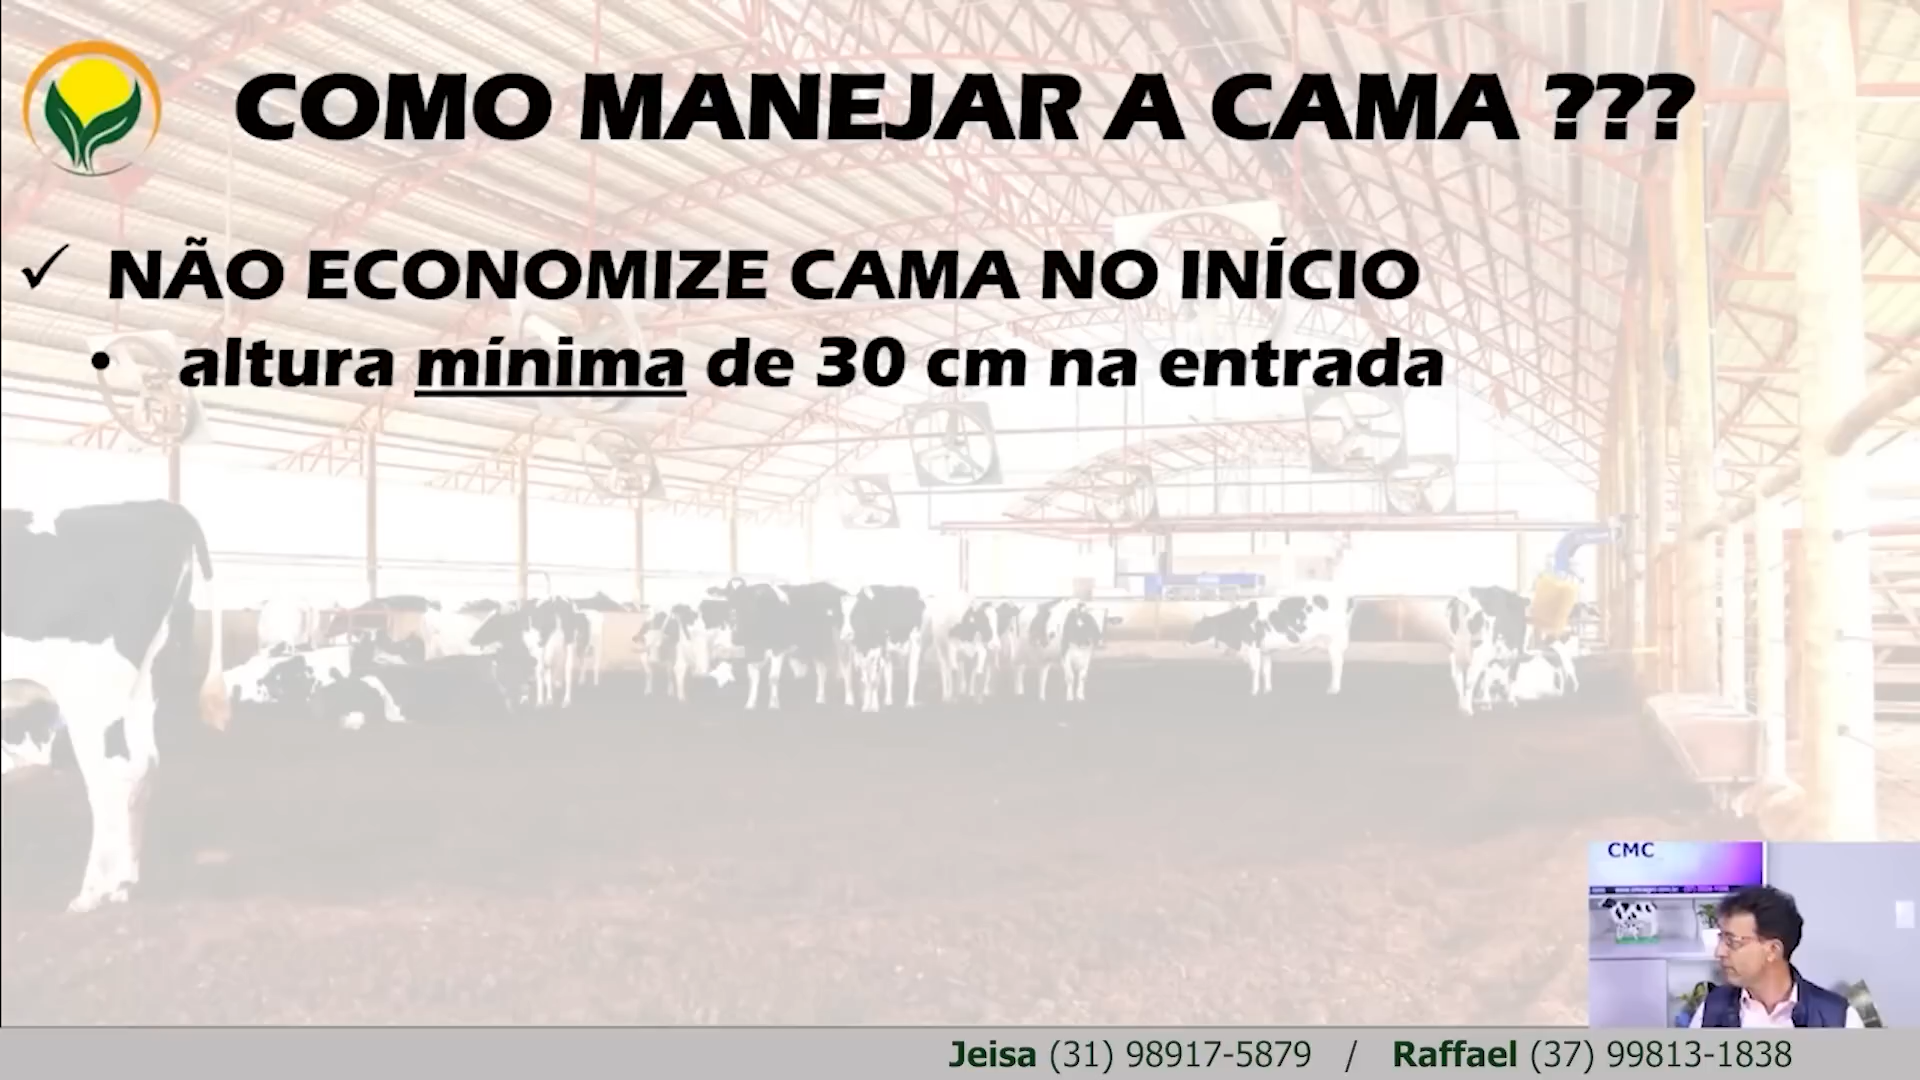 COMO MANEJAR A CAMA ???
✓ NÃO ECONOMIZE CAMA NO INÍCIO
• altura mínima de 30 cm na entrada
CMC
Jeisa (31) 98917-5879 / Raffael (37) 99813-1838